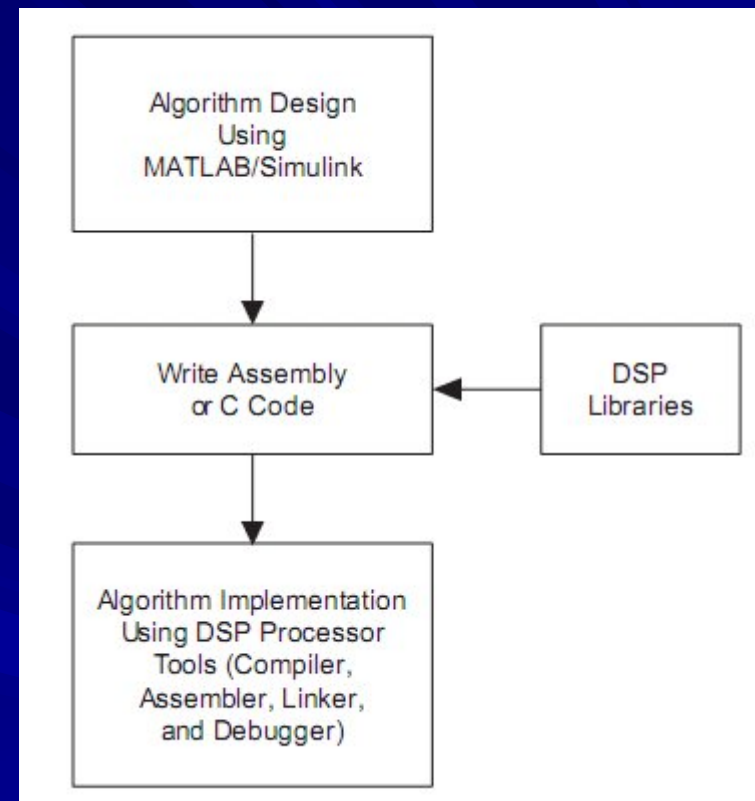 Algorithm Design
Using
MATLAB/Simulink
Write Assembly
or C Code
DSP
Libraries
Algorithm Implementation
Using DSP Processor
Tools (Compiler,
Assembler, Linker,
and Debugger)